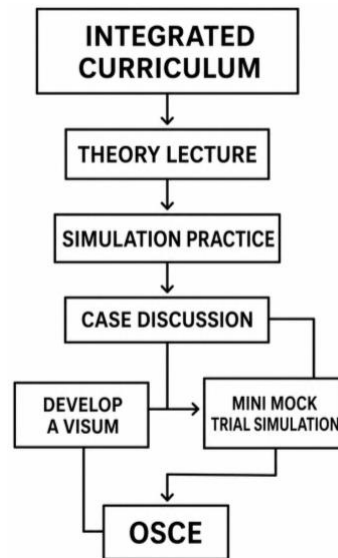 INTEGRATED
CURRICULUM
THEORY LECTURE
SIMULATION PRACTICE
CASE DISCUSSION
DEVELOP
A VISUM
MINI MOCK
TRIAL SIMULATION
OSCE